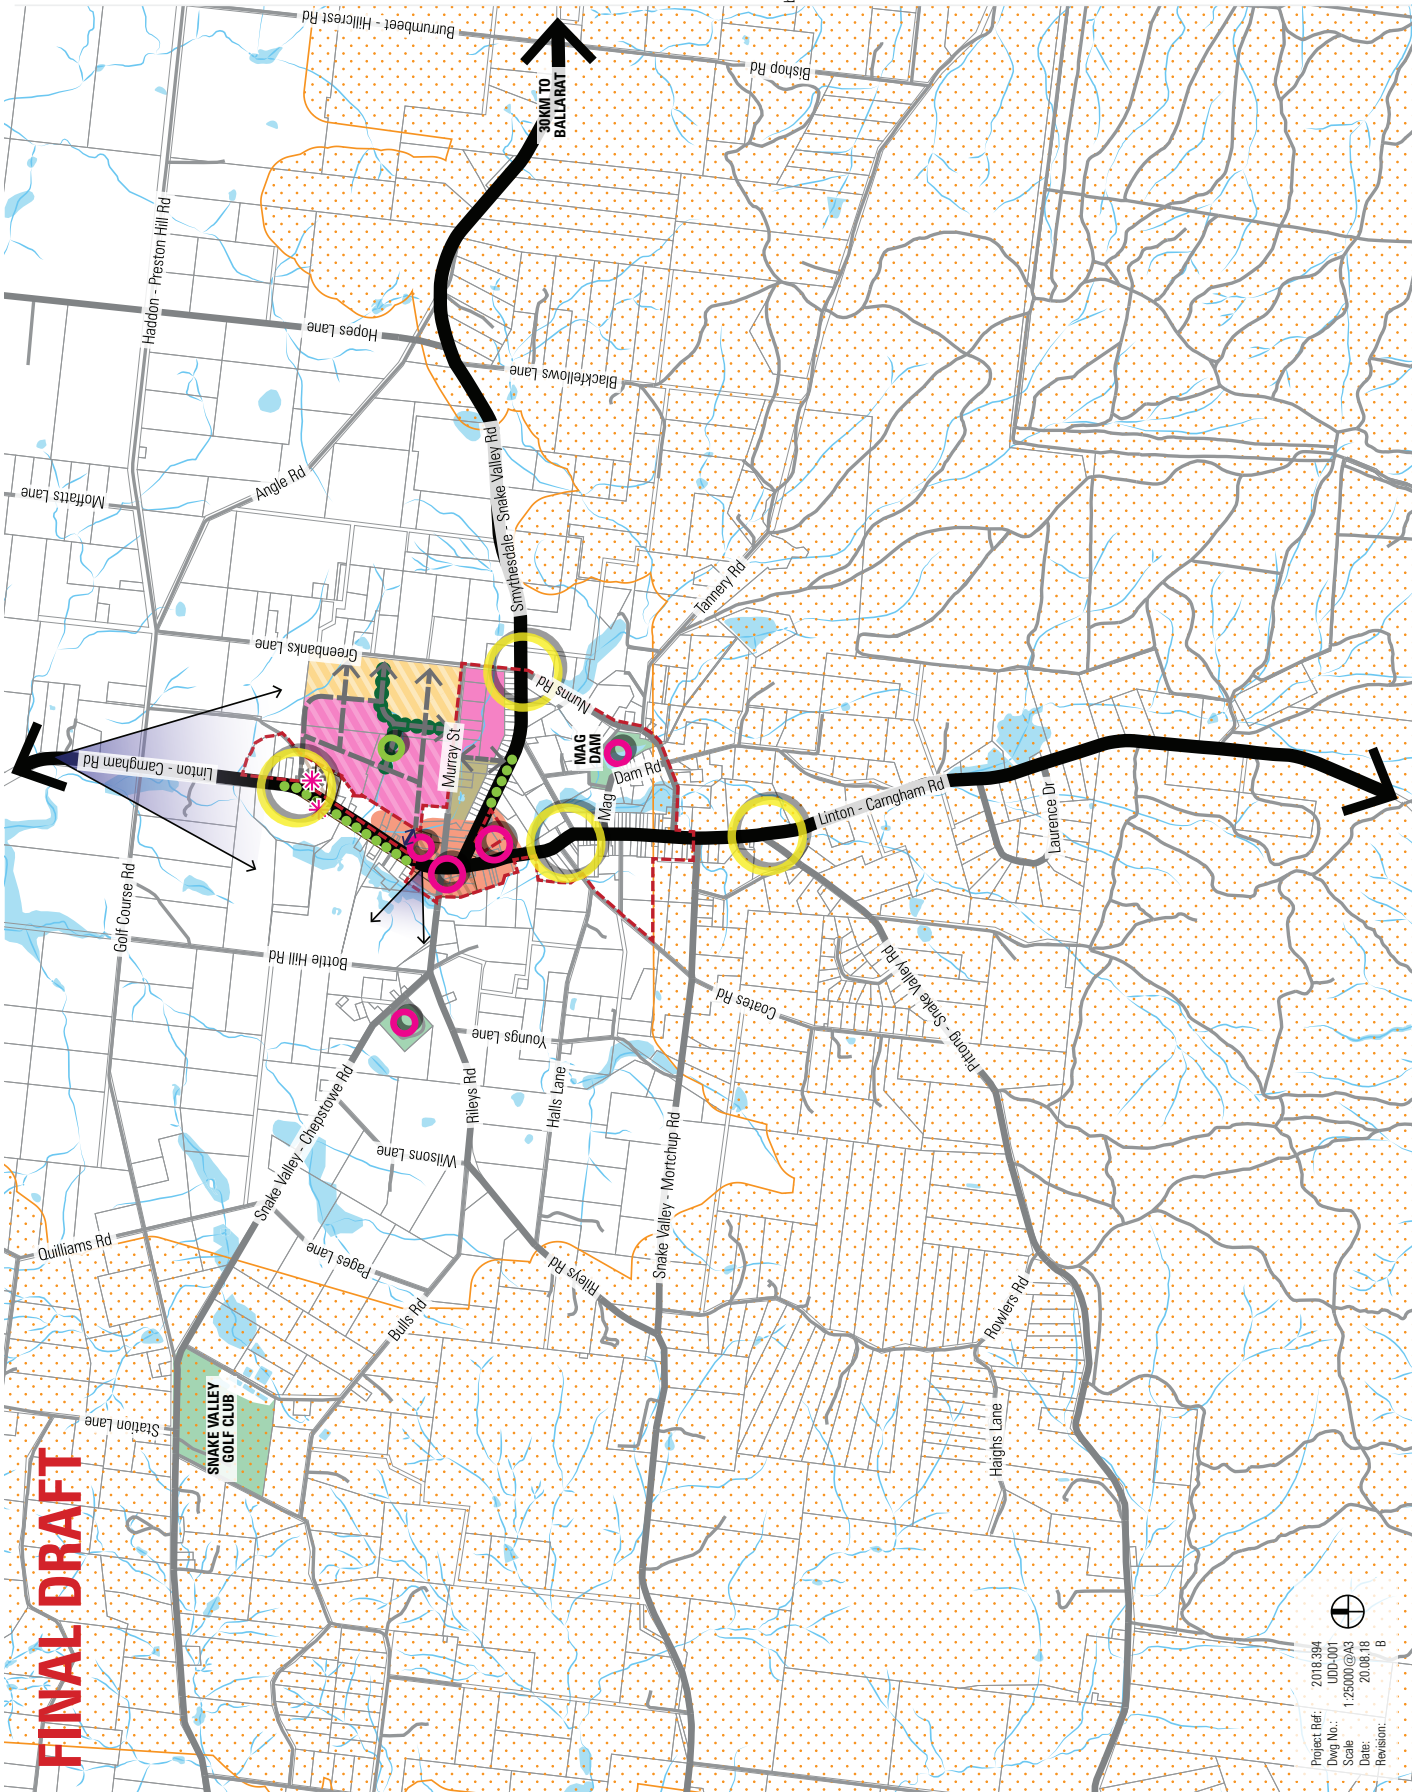 FINAL DRAFT
Burrumbeet - Hillcrest Rd
Bishop Rd
30KM TO
BALLARAT
Haddon - Preston Hill Rd
Hopes Lane
Blackfellows Lane
Moffatts Lane
Angle Rd
Smythesdale - Snake Valley Rd
Tannery Rd
Greenbanks Lane
Nunns Rd
Linton - Carngham Rd
Murray St
MAG
DAM
Mag Dam Rd
Linton - Carngham Rd
Laurence Dr
Golf Course Rd
Bottle Hill Rd
Coates Rd
Pittong - Snake Valley Rd
Youngs Lane
Snake Valley - Chepstowe Rd
Rileys Rd
Halls Lane
Wilsons Lane
Snake Valley - Mortchup Rd
Quilliams Rd
Pages Lane
Rileys Rd
Bulls Rd
Rowlers Rd
Station Lane
SNAKE VALLEY
GOLF CLUB
Haighs Lane
Project Ref: 2018.394
Dwg No.: UDD-001
Scale 1:25000@A3
Date: 20.08.18
Revision: B